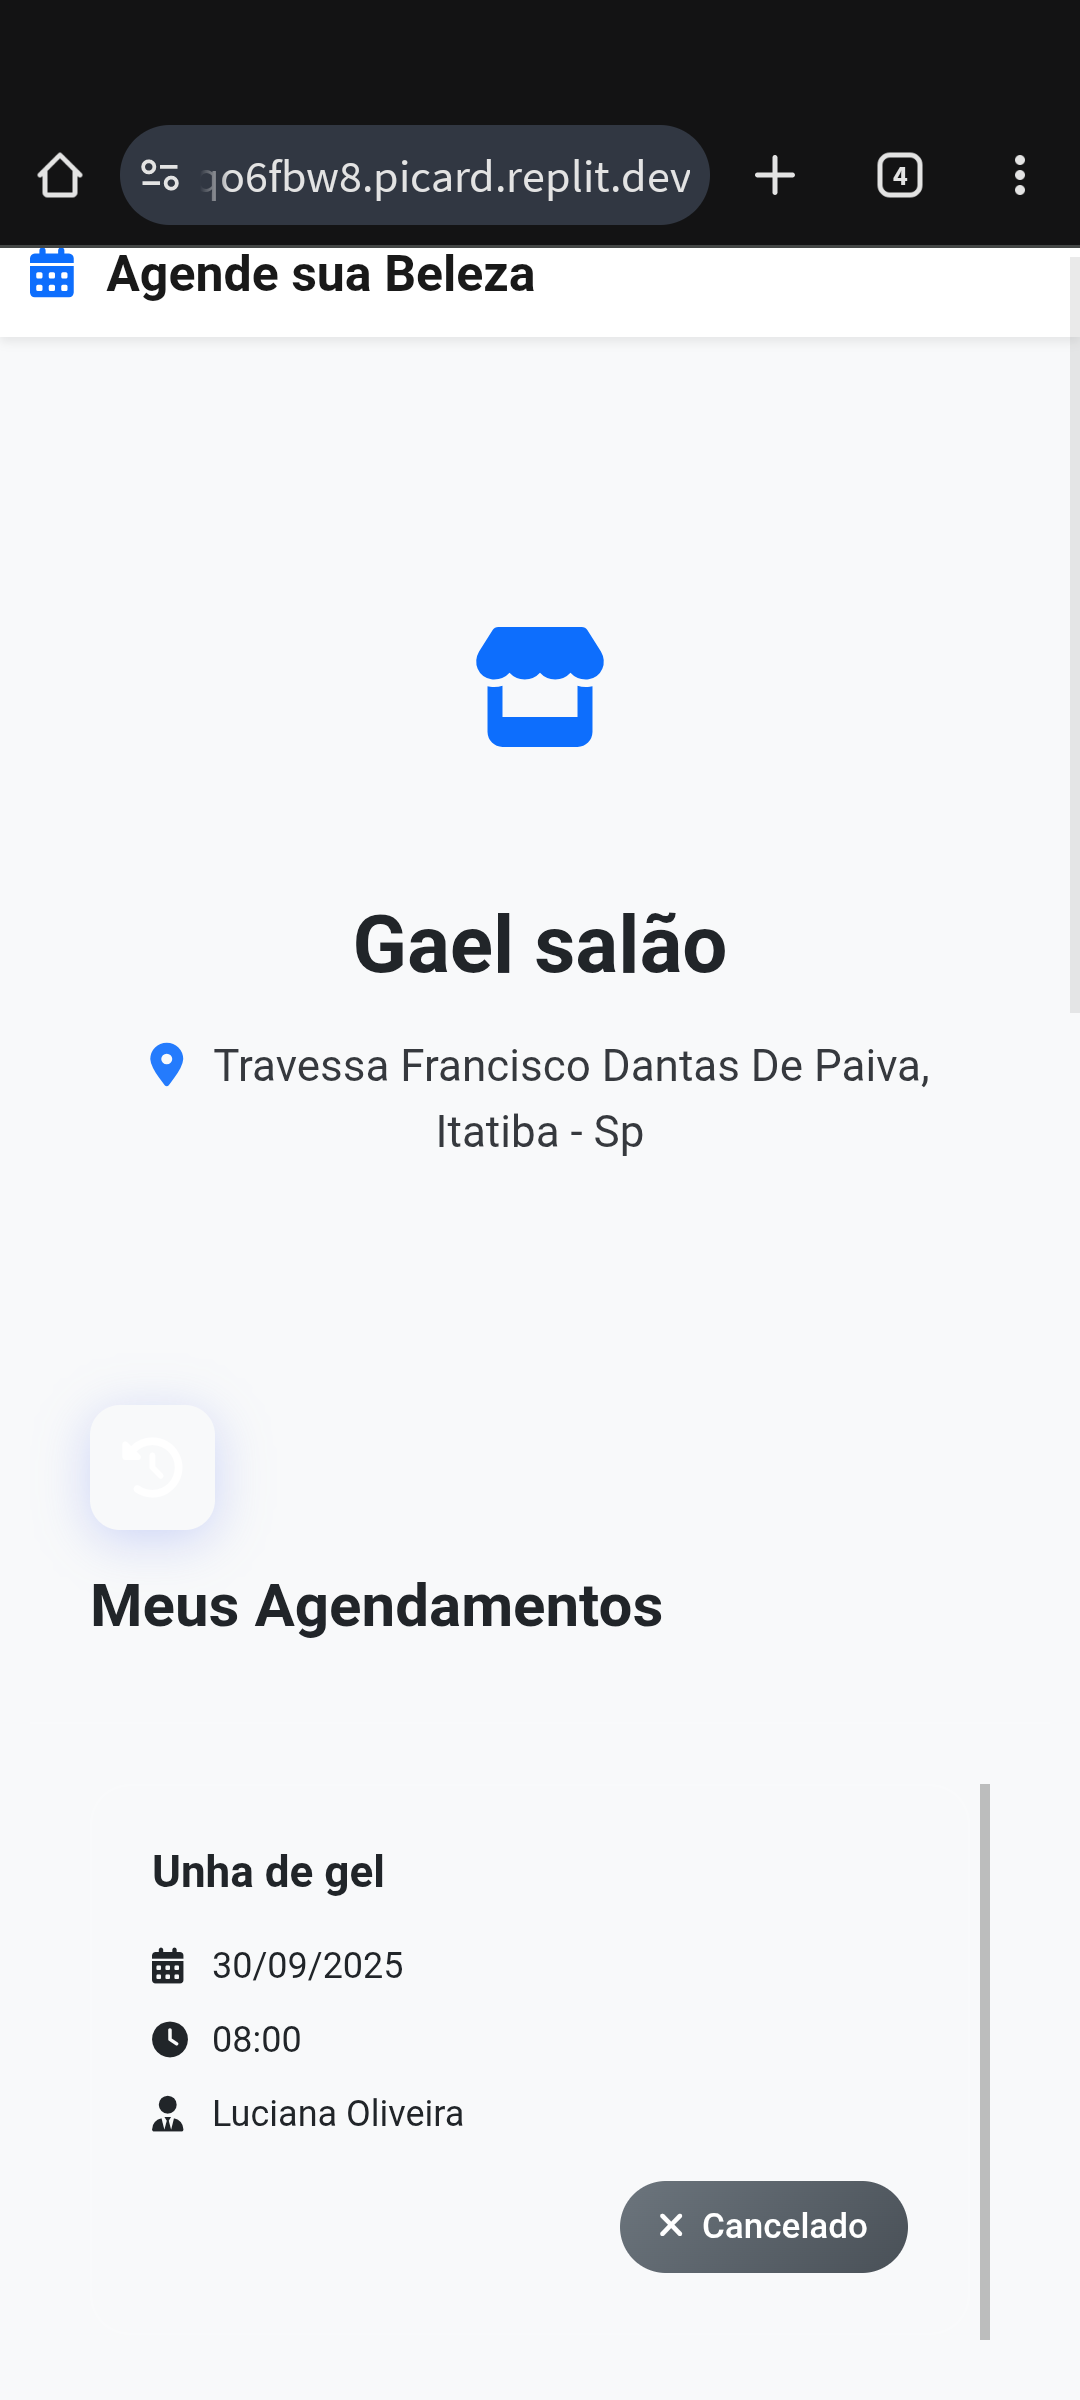 qo6fbw8.picard.replit.dev
4
Agende sua Beleza
Gael salão
Travessa Francisco Dantas De Paiva,
Itatiba - Sp
Meus Agendamentos
Unha de gel
30/09/2025
08:00
Luciana Oliveira
Cancelado